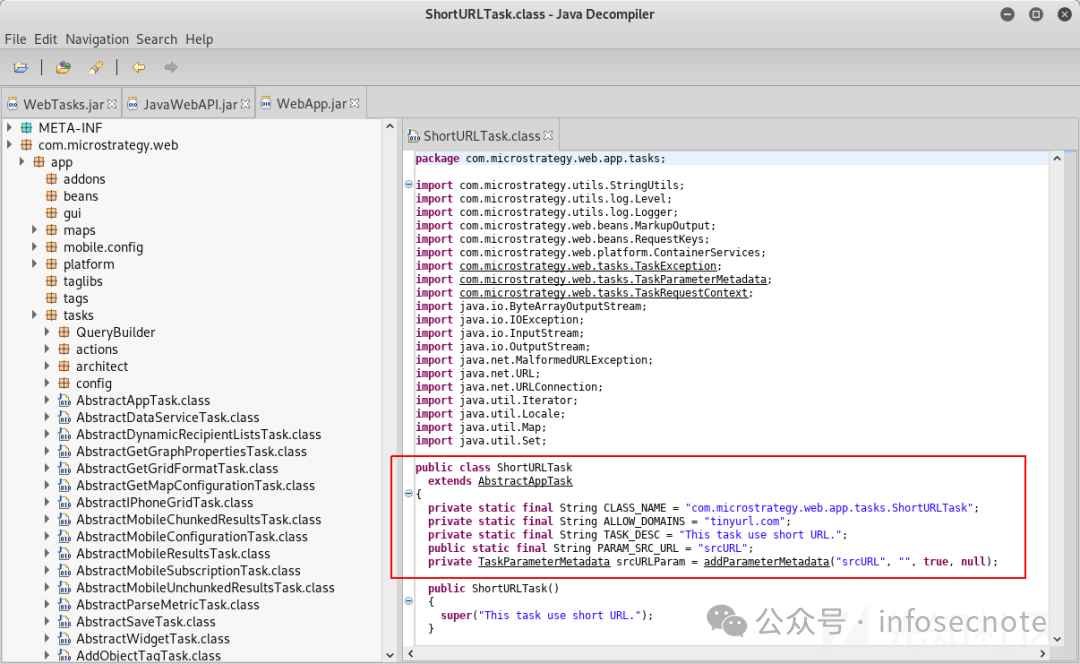 ShortURLTask.class - Java Decompiler
File Edit Navigation Search Help
WebTasks.jar
JavaWebAPI.jar
WebApp.jar
META-INF
com.microstrategy.web
app
addons
beans
gui
maps
mobile.config
platform
taglibs
tags
tasks
QueryBuilder
actions
architect
config
AbstractAppTask.class
AbstractDataServiceTask.class
AbstractDynamicRecipientListsTask.class
AbstractGetGraphPropertiesTask.class
AbstractGetGridFormatTask.class
AbstractGetMapConfigurationTask.class
AbstractIPhoneGridTask.class
AbstractMobileChunkedResultsTask.class
AbstractMobileConfigurationTask.class
AbstractMobileResultsTask.class
AbstractMobileSubscriptionTask.class
AbstractMobileUnchunkedResultsTask.class
AbstractParseMetricTask.class
AbstractSaveTask.class
AbstractWidgetTask.class
AddObjectTagTask.class
ShortURLTask.class
package com.microstrategy.web.app.tasks;
import com.microstrategy.utils.StringUtils;
import com.microstrategy.utils.log.Level;
import com.microstrategy.utils.log.Logger;
import com.microstrategy.web.beans.MarkupOutput;
import com.microstrategy.web.beans.RequestKeys;
import com.microstrategy.web.platform.ContainerServices;
import com.microstrategy.web.tasks.TaskException;
import com.microstrategy.web.tasks.TaskParameterMetadata;
import com.microstrategy.web.tasks.TaskRequestContext;
import java.io.ByteArrayOutputStream;
import java.io.IOException;
import java.io.InputStream;
import java.io.OutputStream;
import java.net.MalformedURLException;
import java.net.URL;
import java.net.URLConnection;
import java.util.Iterator;
import java.util.Locale;
import java.util.Map;
import java.util.Set;
public class ShortURLTask
extends AbstractAppTask
{
private static final String CLASS_NAME = "com.microstrategy.web.app.tasks.ShortURLTask";
private static final String ALLOW_DOMAINS = "tinyurl.com";
private static final String TASK_DESC = "This task use short URL.";
public static final String PARAM_SRC_URL = "srcURL";
private TaskParameterMetadata srcURLParam = addParameterMetadata("srcURL", "", true, null);
public ShortURLTask()
{
super("This task use short URL.");
}
公众号 · infosecnote